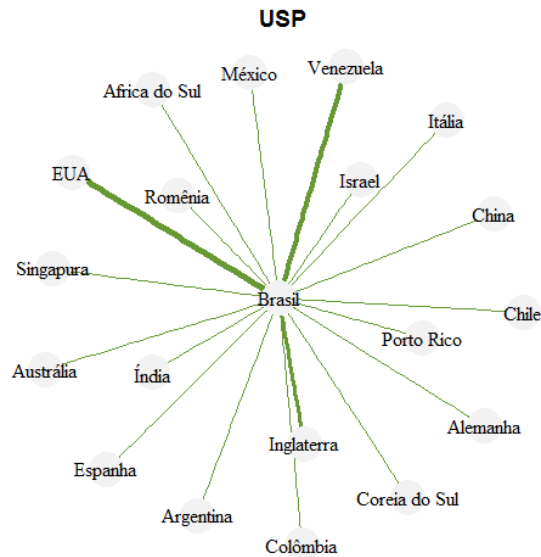 USP
Venezuela
México
Africa do Sul
Itália
EUA
Israel
Romênia
China
Singapura
Brasil
Chile
Porto Rico
Austrália
Índia
Alemanha
Inglaterra
Espanha
Coreia do Sul
Argentina
Colômbia